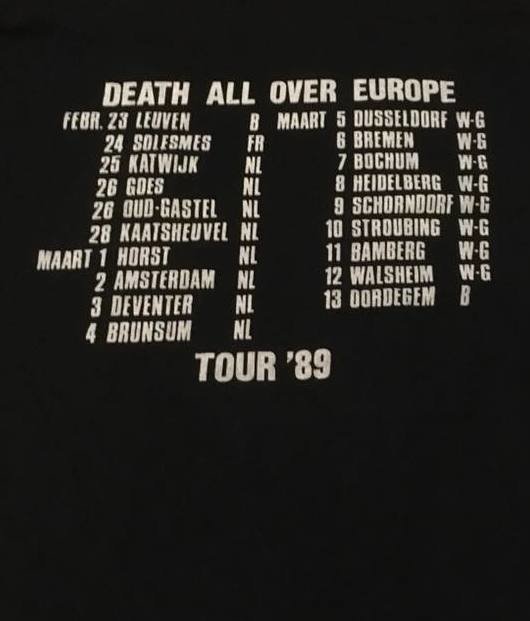 DEATH ALL OVER EUROPE
FEBR. 23 LEUVEN B
24 SOLESMES FR
25 KATWIJK NL
26 GOES NL
26 OUD-GASTEL NL
28 KAATSHEUVEL NL
MAART 1 HORST NL
2 AMSTERDAM NL
3 DEVENTER NL
4 BRUNSUM NL
MAART 5 DUSSELDORF W-G
6 BREMEN W-G
7 BOCHUM W-G
8 HEIDELBERG W-G
9 SCHORNDORF W-G
10 STROUBING W-G
11 BAMBERG W-G
12 WALSHEIM W-G
13 OORDEGEM B
TOUR '89